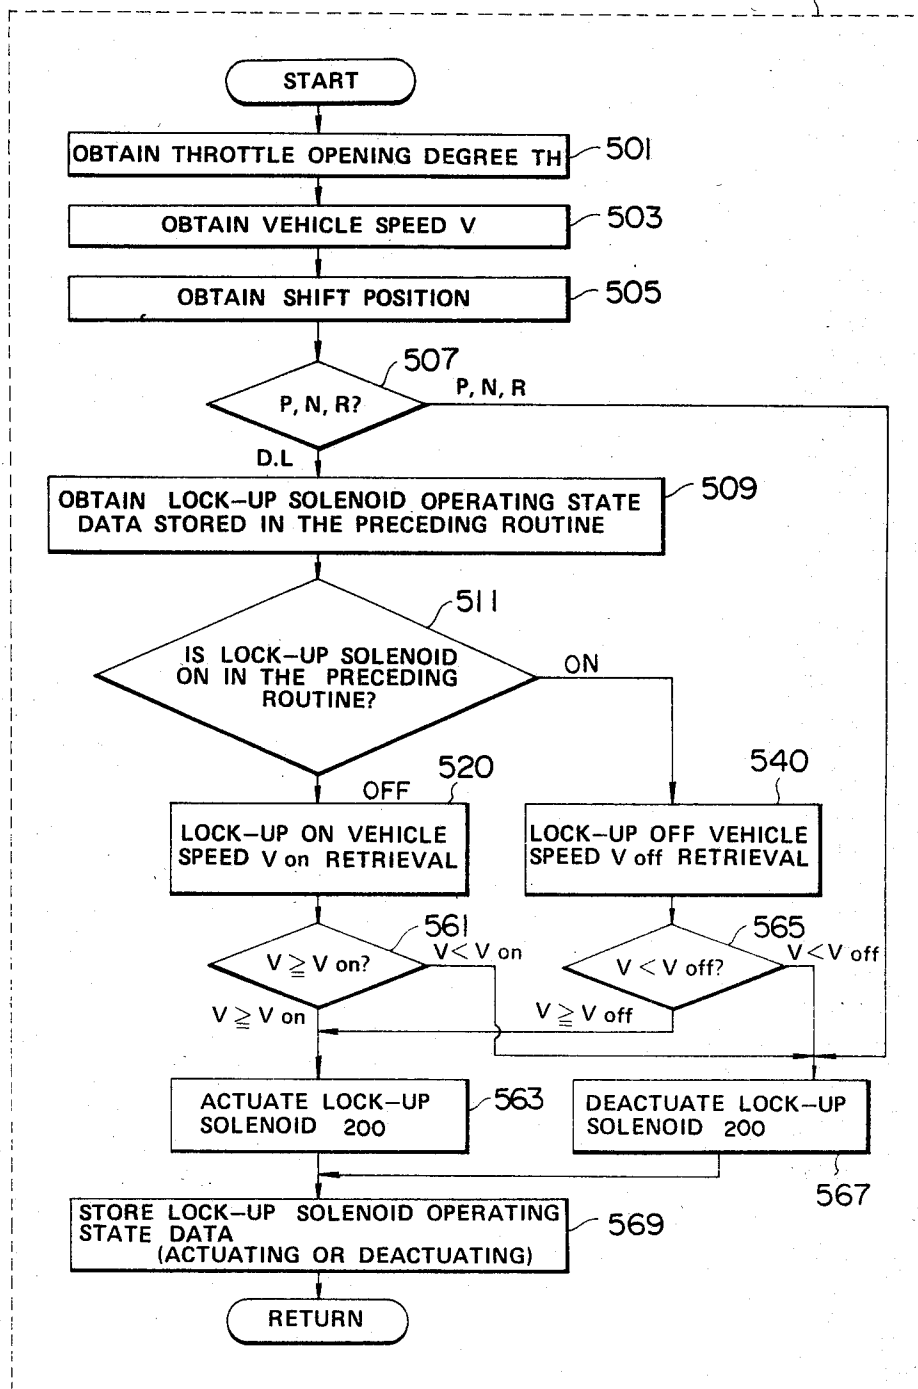 START
OBTAIN THROTTLE OPENING DEGREE TH
501
OBTAIN VEHICLE SPEED V
503
OBTAIN SHIFT POSITION
505
507
P, N, R?
P, N, R
D.L
OBTAIN LOCK-UP SOLENOID OPERATING STATE
DATA STORED IN THE PRECEDING ROUTINE
509
511
IS LOCK-UP SOLENOID
ON IN THE PRECEDING
ROUTINE?
ON
OFF
520
LOCK-UP ON VEHICLE
SPEED V on RETRIEVAL
540
LOCK-UP OFF VEHICLE
SPEED V off RETRIEVAL
561
V ≧ V on?
V < V on
V ≧ V on
565
V < V off?
V < V off
V ≧ V off
ACTUATE LOCK-UP
SOLENOID 200
563
DEACTUATE LOCK-UP
SOLENOID 200
567
STORE LOCK-UP SOLENOID OPERATING
STATE DATA
(ACTUATING OR DEACTUATING)
569
RETURN